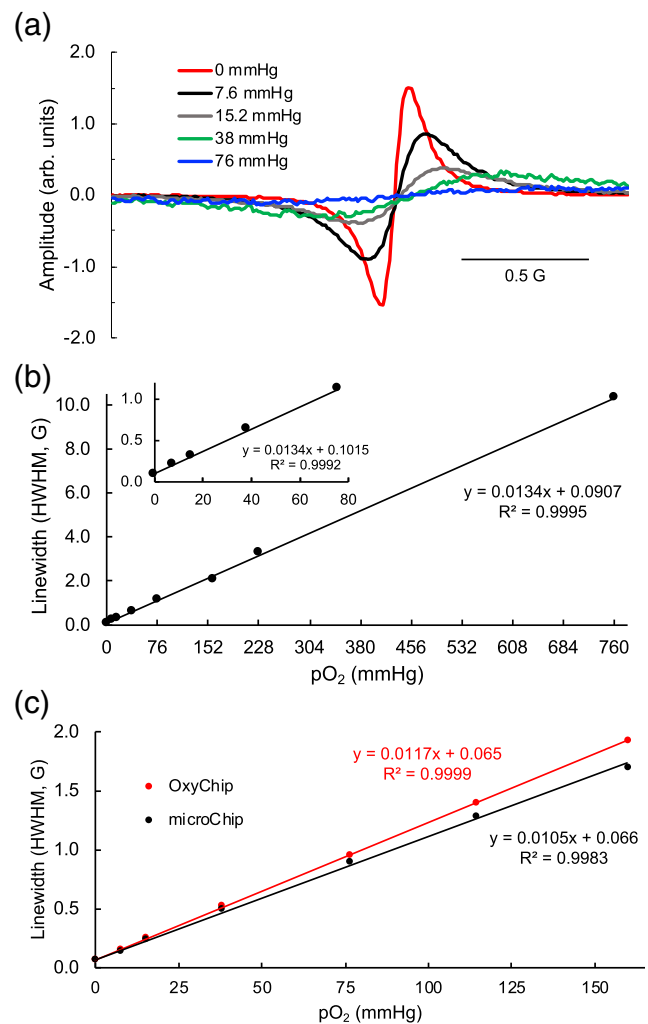 (a)
2.0
1.0
0.0
-1.0
-2.0
Amplitude (arb. units)
0 mmHg
7.6 mmHg
15.2 mmHg
38 mmHg
76 mmHg
0.5 G
(b)
10.0
8.0
6.0
4.0
2.0
0.0
Linewidth (HWHM, G)
1.0
0.5
0.0
0 20 40 60 80
y = 0.0134x + 0.1015
R² = 0.9992
y = 0.0134x + 0.0907
R² = 0.9995
0 76 152 228 304 380 456 532 608 684 760
pO₂ (mmHg)
(c)
2.0
1.5
1.0
0.5
0.0
Linewidth (HWHM, G)
y = 0.0117x + 0.065
R² = 0.9999
OxyChip
microChip
y = 0.0105x + 0.066
R² = 0.9983
0 25 50 75 100 125 150
pO₂ (mmHg)